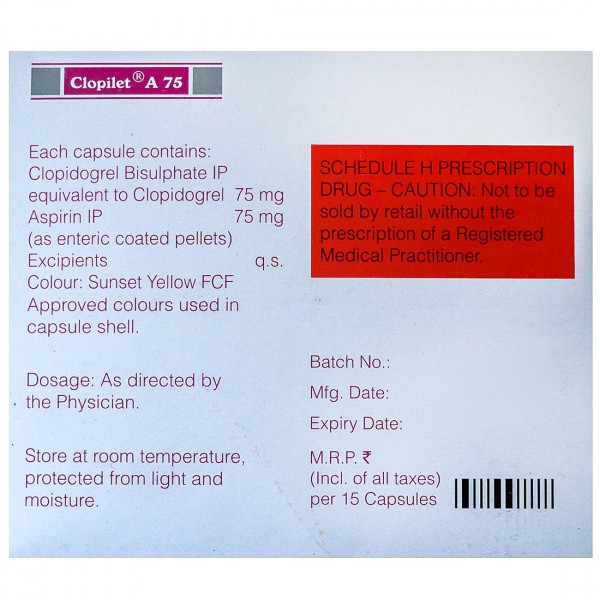 Clopilet® A 75
Each capsule contains:
Clopidogrel Bisulphate IP
equivalent to Clopidogrel 75 mg
Aspirin IP 75 mg
(as enteric coated pellets)
Excipients q.s.
Colour: Sunset Yellow FCF
Approved colours used in
capsule shell.
Dosage: As directed by
the Physician.
Store at room temperature,
protected from light and
moisture.
SCHEDULE H PRESCRIPTION
DRUG – CAUTION: Not to be
sold by retail without the
prescription of a Registered
Medical Practitioner.
Batch No.:
Mfg. Date:
Expiry Date:
M.R.P. ₹
(Incl. of all taxes)
per 15 Capsules